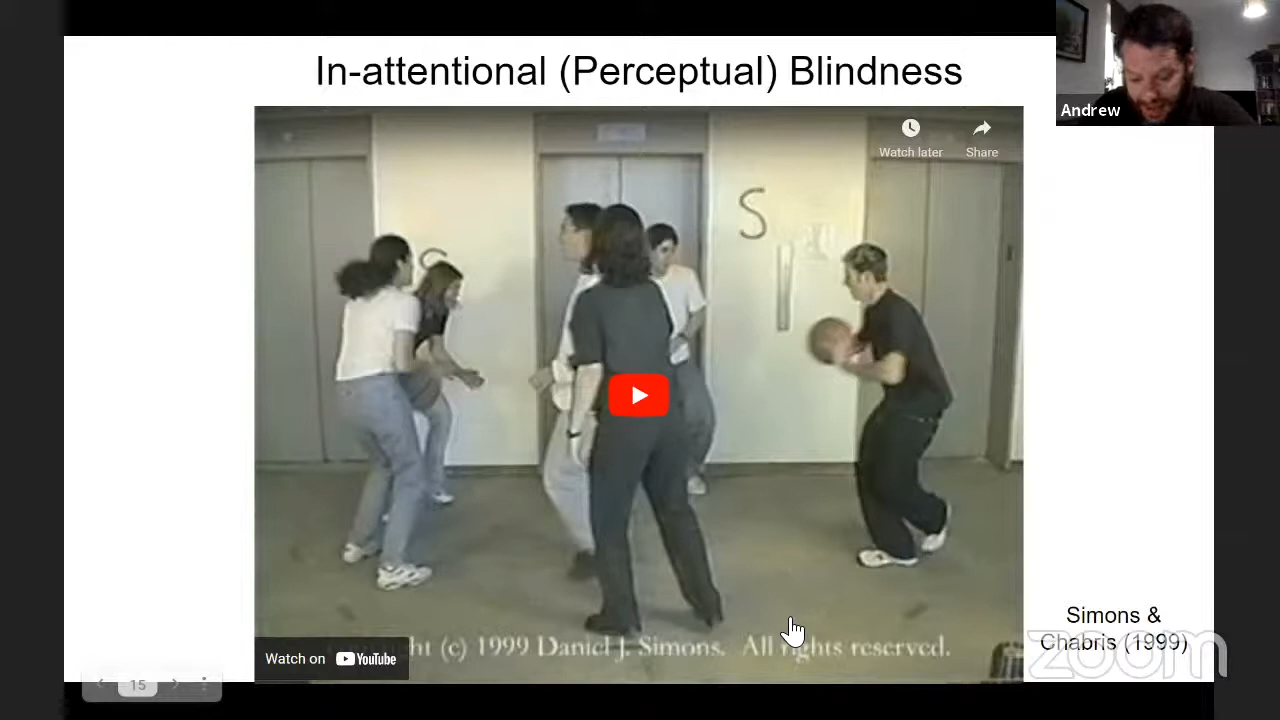 In-attentional (Perceptual) Blindness
Andrew
Watch later
Share
S
S
Watch on YouTube
(c) 1999 Daniel J. Simons. All rights reserved.
Simons &
Chabris (1999)
zoom
15